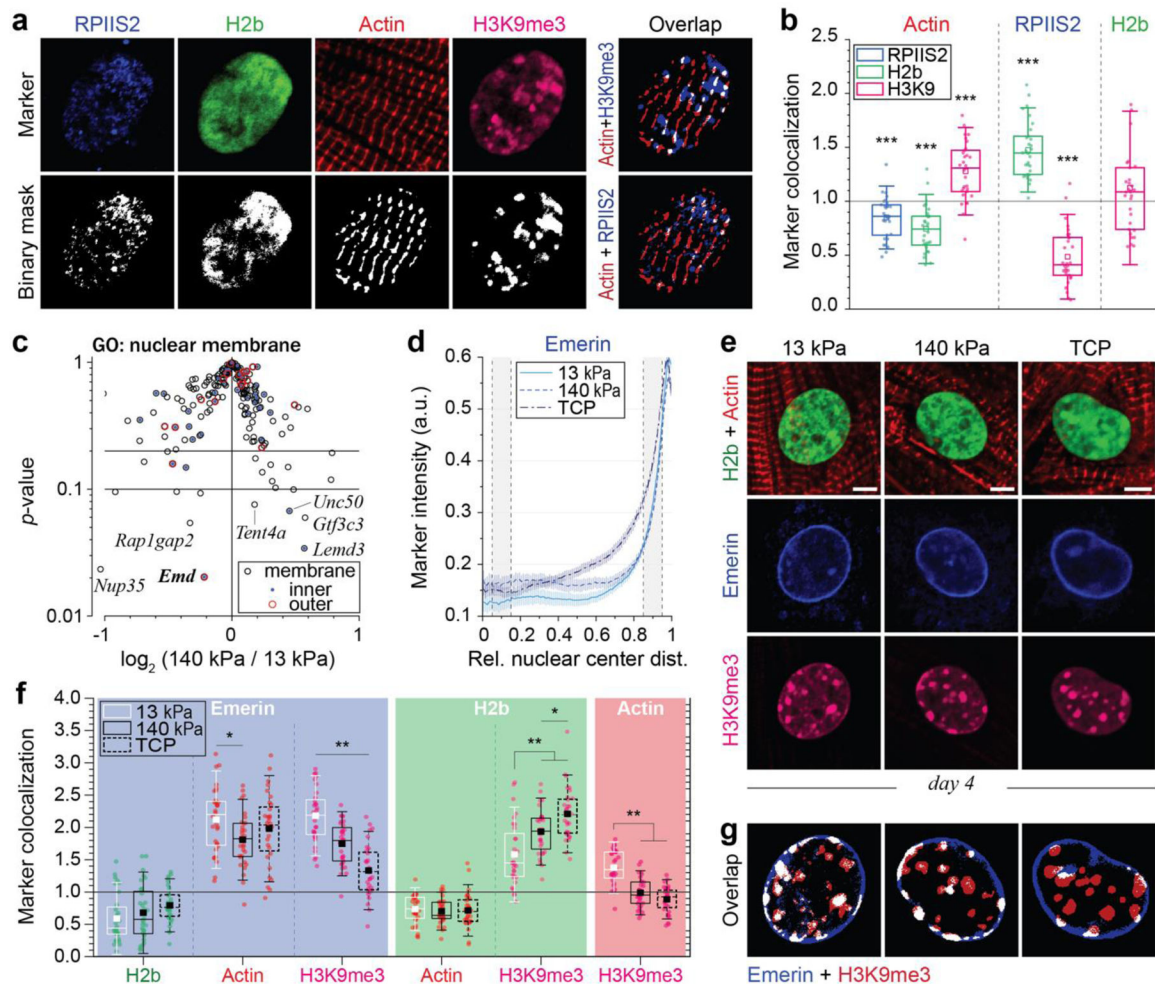 a
RPIIS2
H2b
Actin
H3K9me3
Overlap
Marker
Binary mask
Actin+H3K9me3
Actin + RPIIS2
b
Actin
RPIIS2
H2b
Marker colocalization
2.5
2.0
1.5
1.0
0.5
0.0
RPIIS2
H2b
H3K9
***
***
***
***
***
c
GO: nuclear membrane
p-value
1
0.1
0.01
Unc50
Gtf3c3
Tent4a
Lemd3
Rap1gap2
Nup35
Emd
membrane
inner
outer
-1
0
1
log2 (140 kPa / 13 kPa)
d
Emerin
Marker intensity (a.u.)
0.6
0.5
0.4
0.3
0.2
0.1
13 kPa
140 kPa
TCP
0
0.2
0.4
0.6
0.8
1
Rel. nuclear center dist.
e
13 kPa
140 kPa
TCP
H2b + Actin
Emerin
H3K9me3
day 4
f
Marker colocalization
4.0
3.5
3.0
2.5
2.0
1.5
1.0
0.5
0.0
13 kPa
140 kPa
TCP
Emerin
H2b
Actin
*
**
**
*
**
H2b
Actin
H3K9me3
Actin
H3K9me3
H3K9me3
g
Overlap
Emerin + H3K9me3